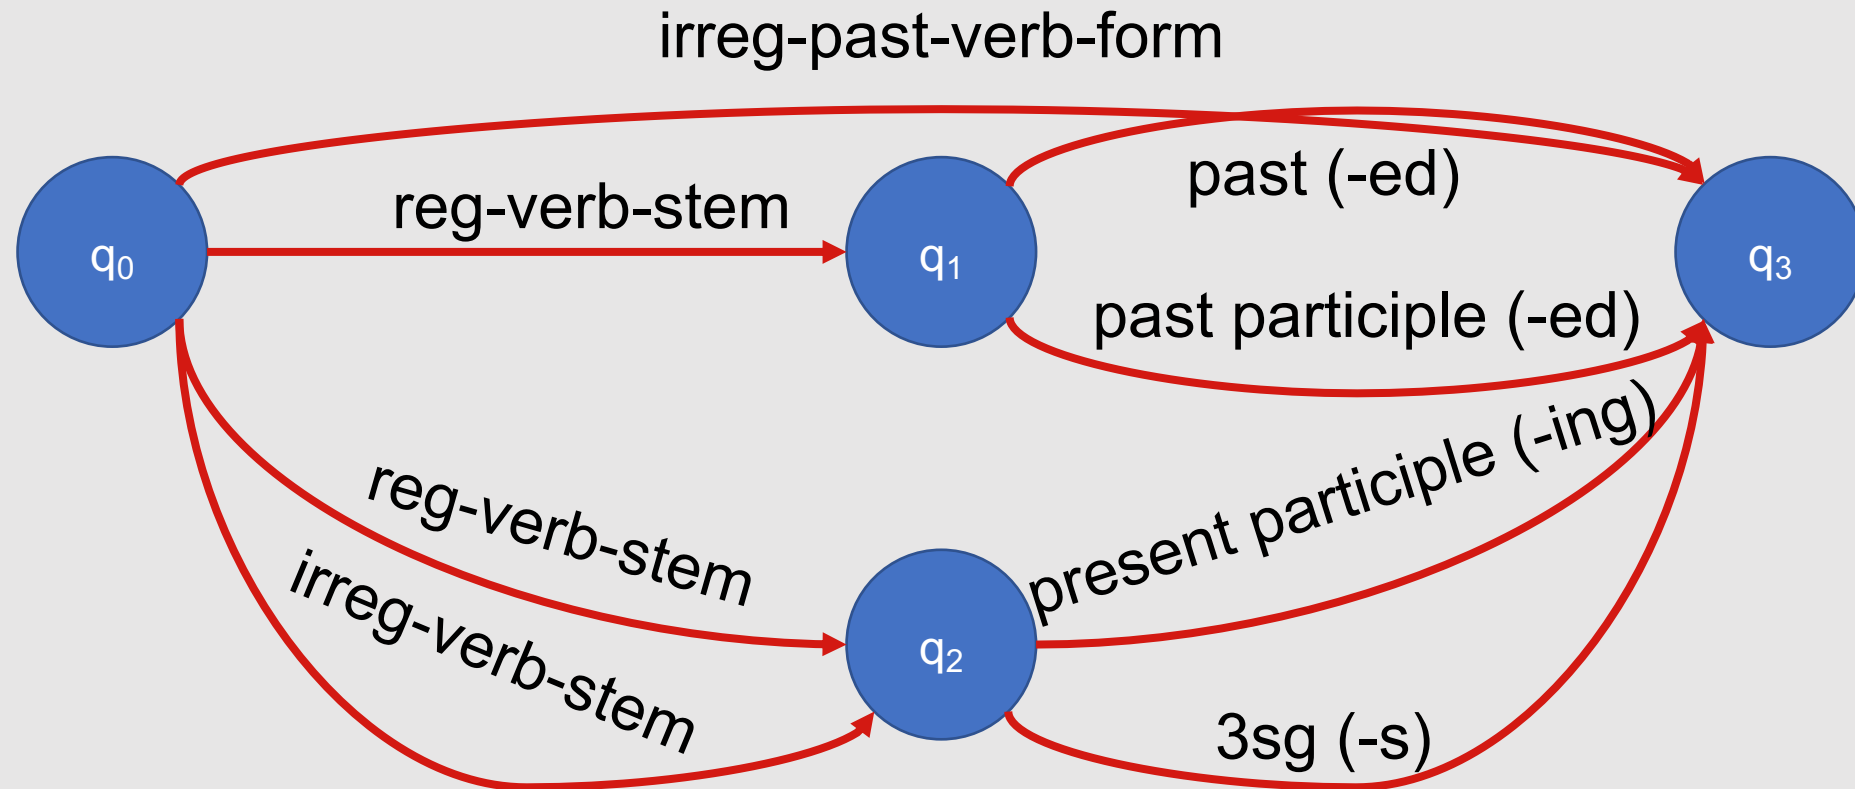 irreg-past-verb-form
past (-ed)
reg-verb-stem
q₀
q₁
q₃
past participle (-ed)
present participle (-ing)
reg-verb-stem
irreg-verb-stem
q₂
3sg (-s)